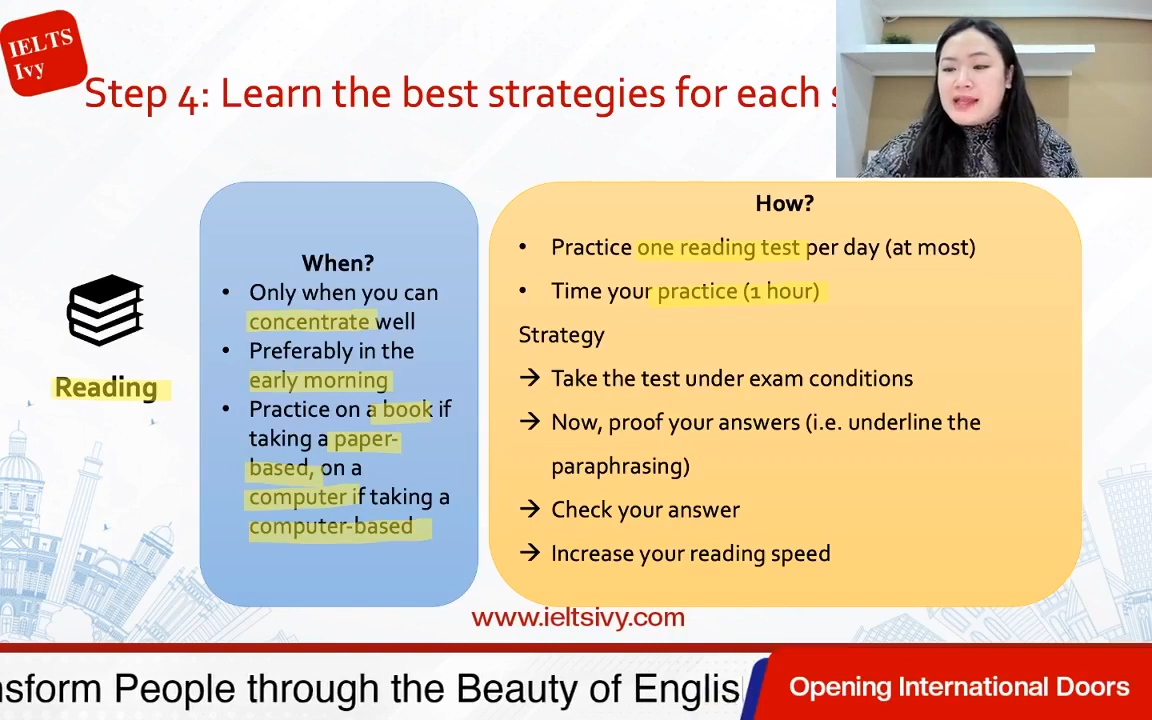 IELTS
Ivy
Step 4: Learn the best strategies for each s
When?
• Only when you can
concentrate well
• Preferably in the
early morning
• Practice on a book if
taking a paper-
based, on a
computer if taking a
computer-based
Reading
How?
• Practice one reading test per day (at most)
• Time your practice (1 hour)
Strategy
→ Take the test under exam conditions
→ Now, proof your answers (i.e. underline the
paraphrasing)
→ Check your answer
→ Increase your reading speed
www.ieltsivy.com
nsform People through the Beauty of Englis
Opening International Doors